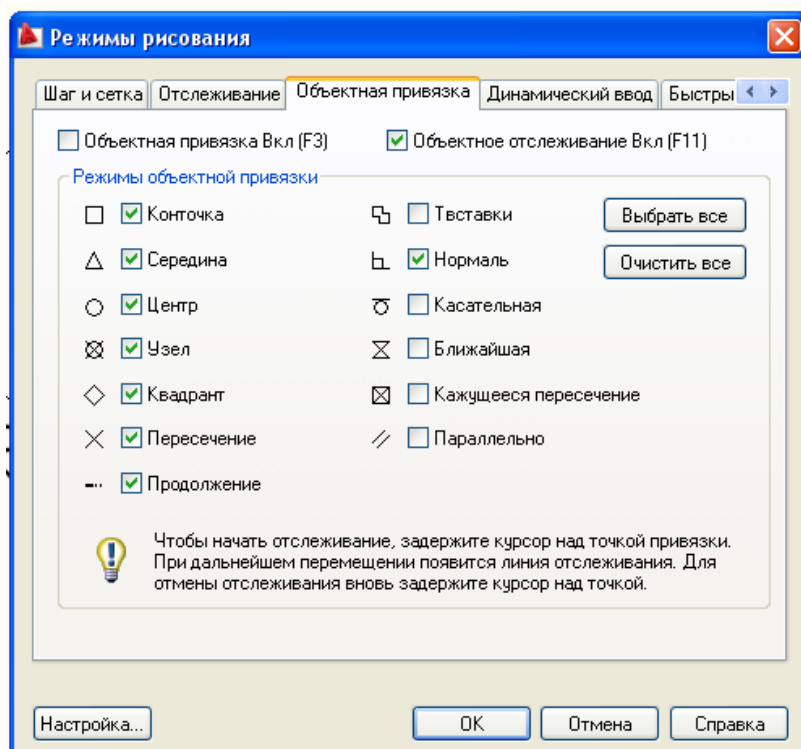 Режимы рисования
Шаг и сетка Отслеживание Объектная привязка Динамический ввод Быстры
Объектная привязка Вкл (F3) Объектное отслеживание Вкл (F11)
Режимы объектной привязки
Конточка Твставки Выбрать все
Середина Нормаль Очистить все
Центр Касательная
Узел Ближайшая
Квадрант Кажущееся пересечение
Пересечение Параллельно
Продолжение
Чтобы начать отслеживание, задержите курсор над точкой привязки.
При дальнейшем перемещении появится линия отслеживания. Для
отмены отслеживания вновь задержите курсор над точкой.
Настройка... OK Отмена Справка